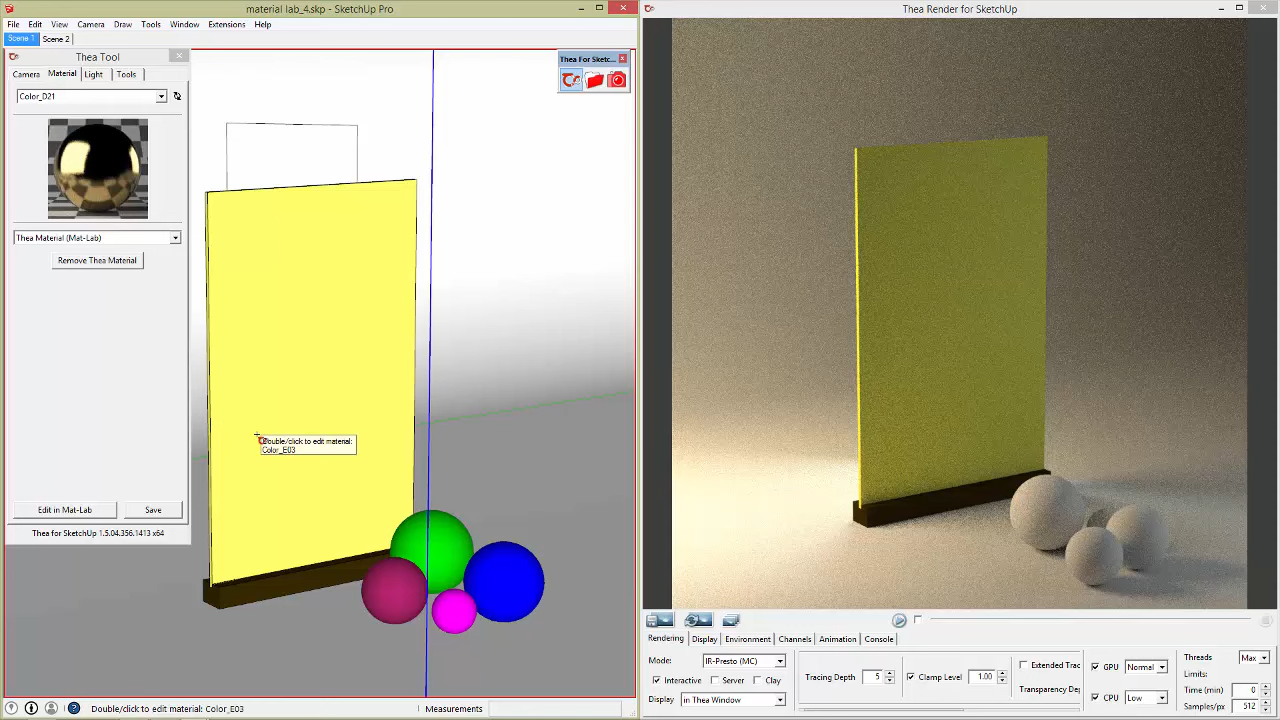 material lab_4.skp - SketchUp Pro
File Edit View Camera Draw Tools Window Extensions Help
Scene 1 Scene 2
Thea Tool
Camera Material Light Tools
Color_D21
Thea Material (Mat-Lab)
Remove Thea Material
Edit in Mat-Lab Save
Thea for SketchUp 1.5.04.356.1413 x64
Thea For Sketc...
Double/click to edit material:
Color_E03
Double/click to edit material: Color_E03
Measurements
Thea Render for SketchUp
Rendering Display Environment Channels Animation Console
Mode: IR-Presto (MC)
Interactive Server Clay
Display in Thea Window
Tracing Depth 5
Clamp Level 1.00
Extended Trac
Transparency De
GPU Normal
CPU Low
Threads Max
Limits:
Time (min) 0
Samples/px 512